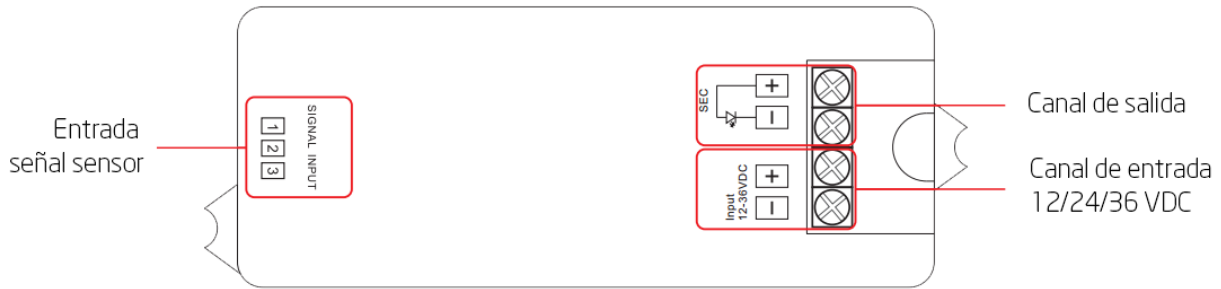 Entrada
señal sensor
SIGNAL INPUT
1
2
3
SEC
+
−
Canal de salida
Input
12-36VDC
+
−
Canal de entrada
12/24/36 VDC